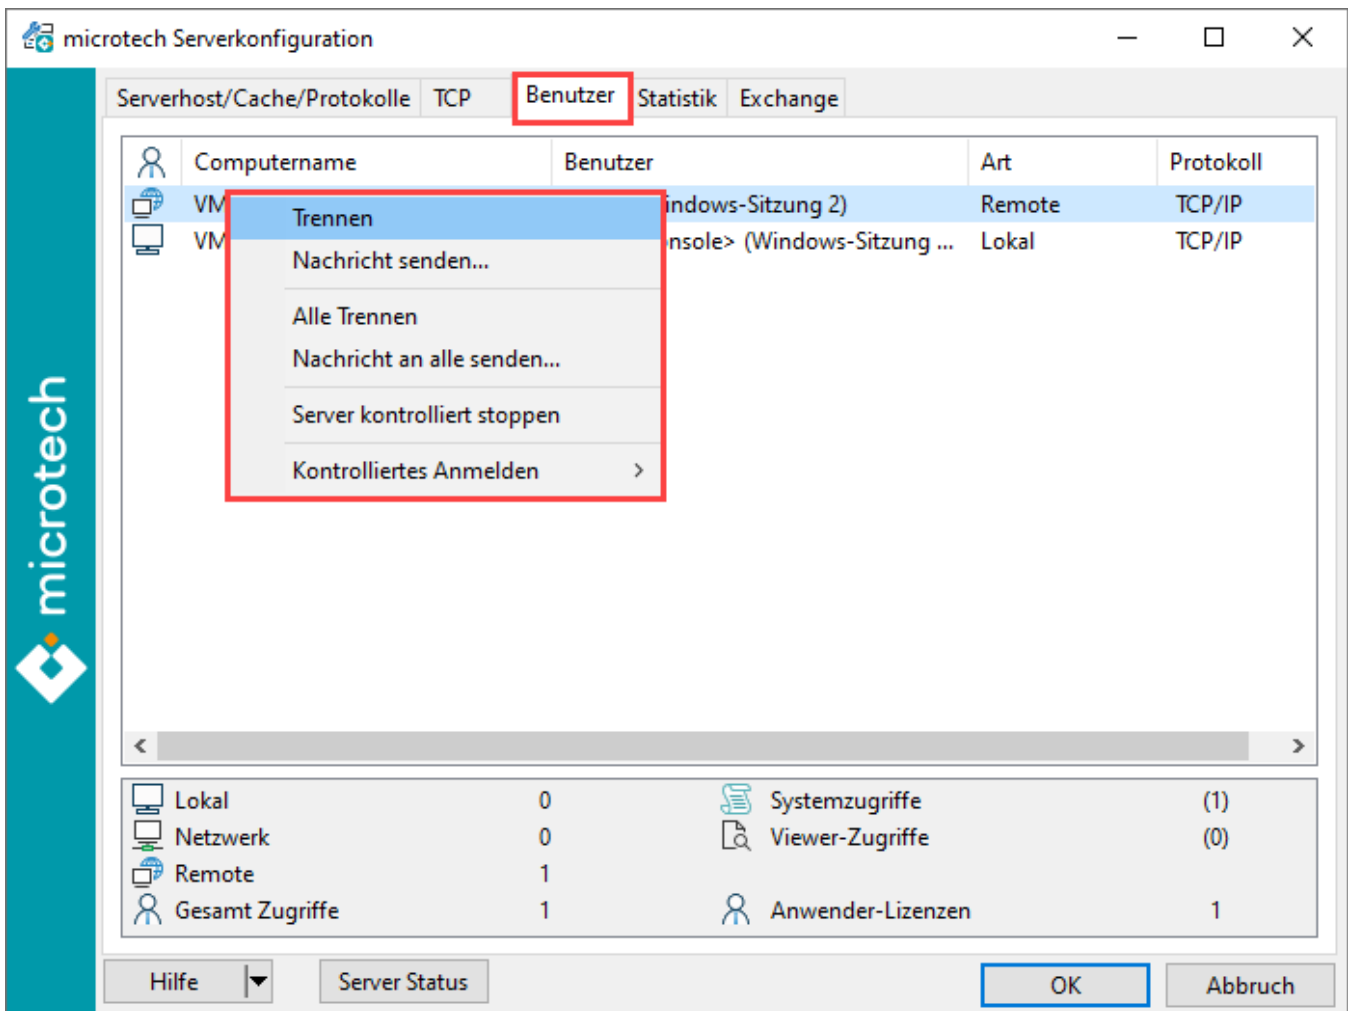 microtech Serverkonfiguration
Serverhost/Cache/Protokolle TCP Benutzer Statistik Exchange
Computername Benutzer Art Protokoll
VM indows-Sitzung 2) Remote TCP/IP
VM nsole> (Windows-Sitzung ... Lokal TCP/IP
Trennen
Nachricht senden...
Alle Trennen
Nachricht an alle senden...
Server kontrolliert stoppen
Kontrolliertes Anmelden
microtech
Lokal 0 Systemzugriffe (1)
Netzwerk 0 Viewer-Zugriffe (0)
Remote 1
Gesamt Zugriffe 1 Anwender-Lizenzen 1
Hilfe Server Status OK Abbruch